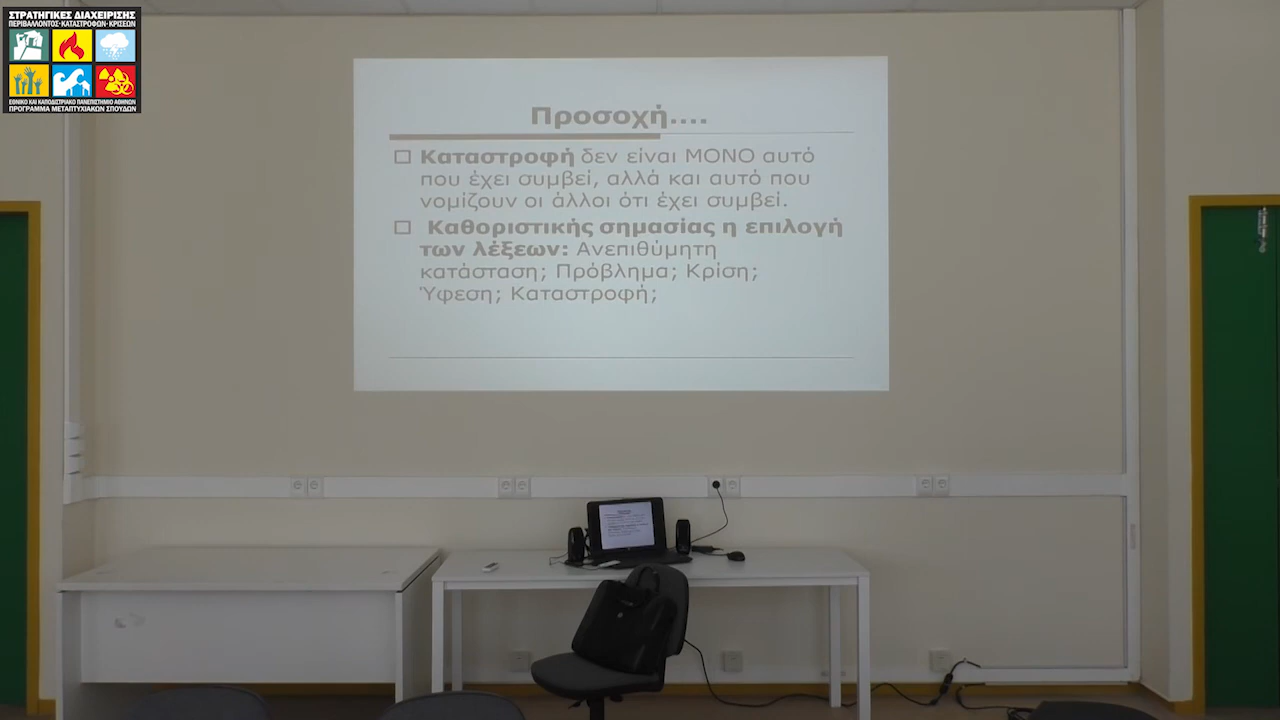 ΣΤΡΑΤΗΓΙΚΕΣ ΔΙΑΧΕΙΡΙΣΗΣ
ΠΕΡΙΒΑΛΛΟΝΤΟΣ·ΚΑΤΑΣΤΡΟΦΩΝ·ΚΡΙΣΕΩΝ
ΕΘΝΙΚΟ ΚΑΙ ΚΑΠΟΔΙΣΤΡΙΑΚΟ ΠΑΝΕΠΙΣΤΗΜΙΟ ΑΘΗΝΩΝ
ΠΡΟΓΡΑΜΜΑ ΜΕΤΑΠΤΥΧΙΑΚΩΝ ΣΠΟΥΔΩΝ
Προσοχή....
Καταστροφή δεν είναι ΜΟΝΟ αυτό
που έχει συμβεί, αλλά και αυτό που
νομίζουν οι άλλοι ότι έχει συμβεί.
Καθοριστικής σημασίας η επιλογή
των λέξεων: Ανεπιθύμητη
κατάσταση; Πρόβλημα; Κρίση;
Ύφεση; Καταστροφή;